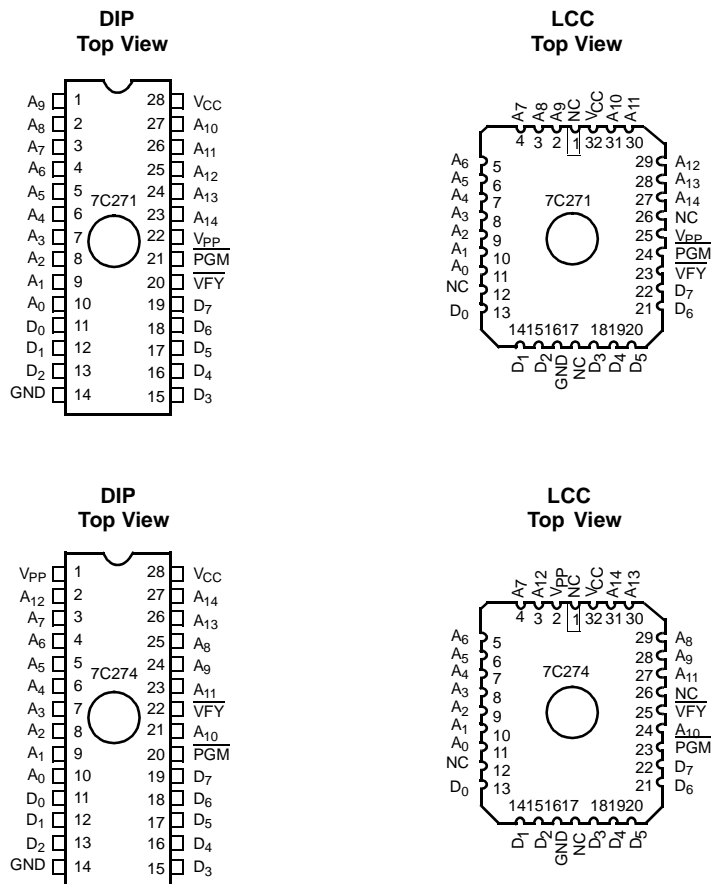 DIP
Top View
A9 1 28 VCC
A8 2 27 A10
A7 3 26 A11
A6 4 25 A12
A5 5 24 A13
A4 6 23 A14
7C271
A3 7 22 VPP
A2 8 21 PGM
A1 9 20 VFY
A0 10 19 D7
D0 11 18 D6
D1 12 17 D5
D2 13 16 D4
GND 14 15 D3
LCC
Top View
A7 A8 A9 NC VCC A10 A11
4 3 2 1 32 31 30
A6 5 29 A12
A5 6 28 A13
A4 7 27 A14
7C271
A3 8 26 NC
A2 9 25 VPP
A1 10 24 PGM
A0 11 23 VFY
NC 12 22 D7
D0 13 21 D6
14 15 16 17 18 19 20
D1 D2 GND NC D3 D4 D5
DIP
Top View
VPP 1 28 VCC
A12 2 27 A14
A7 3 26 A13
A6 4 25 A8
A5 5 24 A9
A4 6 23 A11
7C274
A3 7 22 VFY
A2 8 21 A10
A1 9 20 PGM
A0 10 19 D7
D0 11 18 D6
D1 12 17 D5
D2 13 16 D4
GND 14 15 D3
LCC
Top View
A7 A12 VPP NC VCC A14 A13
4 3 2 1 32 31 30
A6 5 29 A8
A5 6 28 A9
A4 7 27 A11
7C274
A3 8 26 NC
A2 9 25 VFY
A1 10 24 A10
A0 11 23 PGM
NC 12 22 D7
D0 13 21 D6
14 15 16 17 18 19 20
D1 D2 GND NC D3 D4 D5